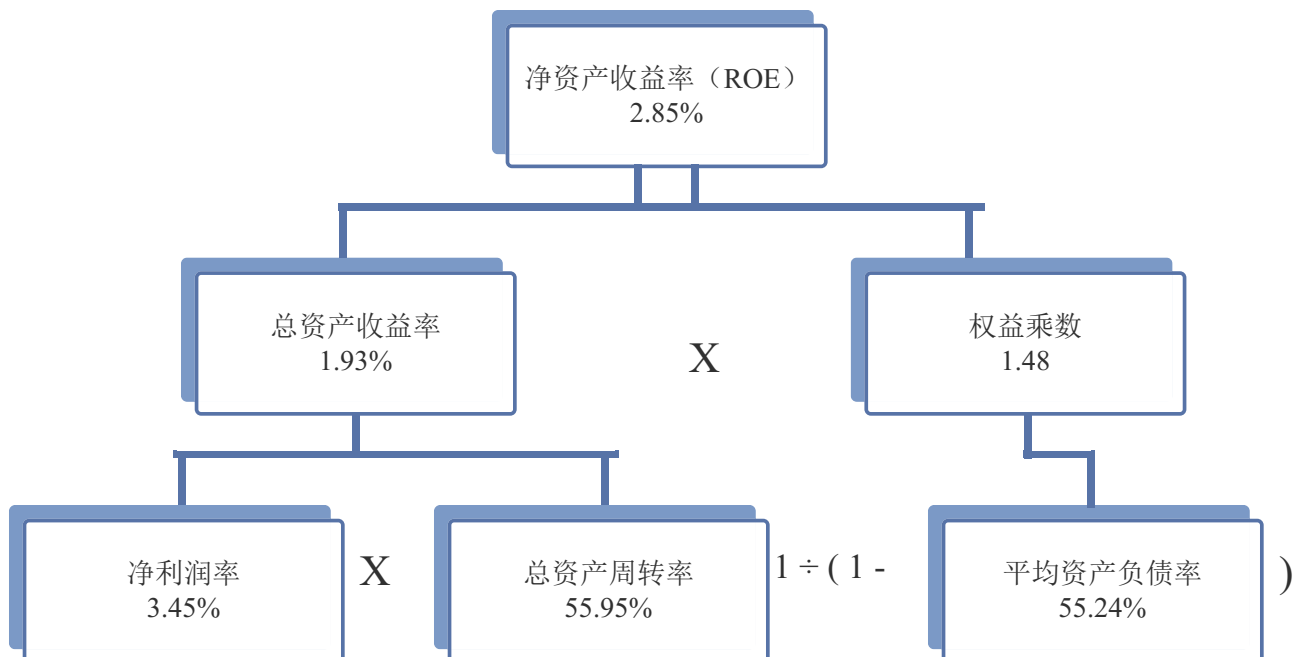 净资产收益率（ROE）
2.85%
总资产收益率
1.93%
X
权益乘数
1.48
净利润率
3.45%
X
总资产周转率
55.95%
1 ÷ ( 1 -
平均资产负债率
55.24%
)